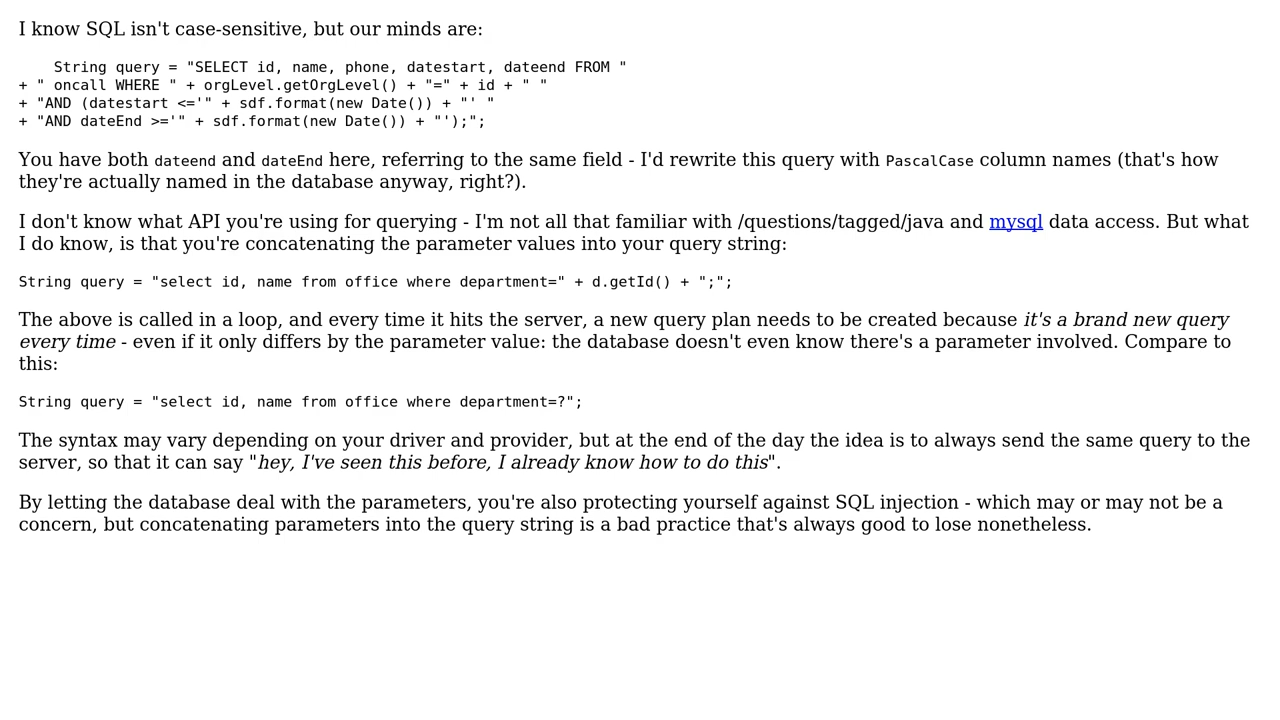 I know SQL isn't case-sensitive, but our minds are:
String query = "SELECT id, name, phone, datestart, dateend FROM "
+ " oncall WHERE " + orgLevel.getOrgLevel() + "=" + id + " "
+ "AND (datestart <='" + sdf.format(new Date()) + "' "
+ "AND dateEnd >='" + sdf.format(new Date()) + "');";
You have both dateend and dateEnd here, referring to the same field - I'd rewrite this query with PascalCase column names (that's how
they're actually named in the database anyway, right?).
I don't know what API you're using for querying - I'm not all that familiar with /questions/tagged/java and mysql data access. But what
I do know, is that you're concatenating the parameter values into your query string:
String query = "select id, name from office where department=" + d.getId() + ";";
The above is called in a loop, and every time it hits the server, a new query plan needs to be created because it's a brand new query
every time - even if it only differs by the parameter value: the database doesn't even know there's a parameter involved. Compare to
this:
String query = "select id, name from office where department=?";
The syntax may vary depending on your driver and provider, but at the end of the day the idea is to always send the same query to the
server, so that it can say "hey, I've seen this before, I already know how to do this".
By letting the database deal with the parameters, you're also protecting yourself against SQL injection - which may or may not be a
concern, but concatenating parameters into the query string is a bad practice that's always good to lose nonetheless.